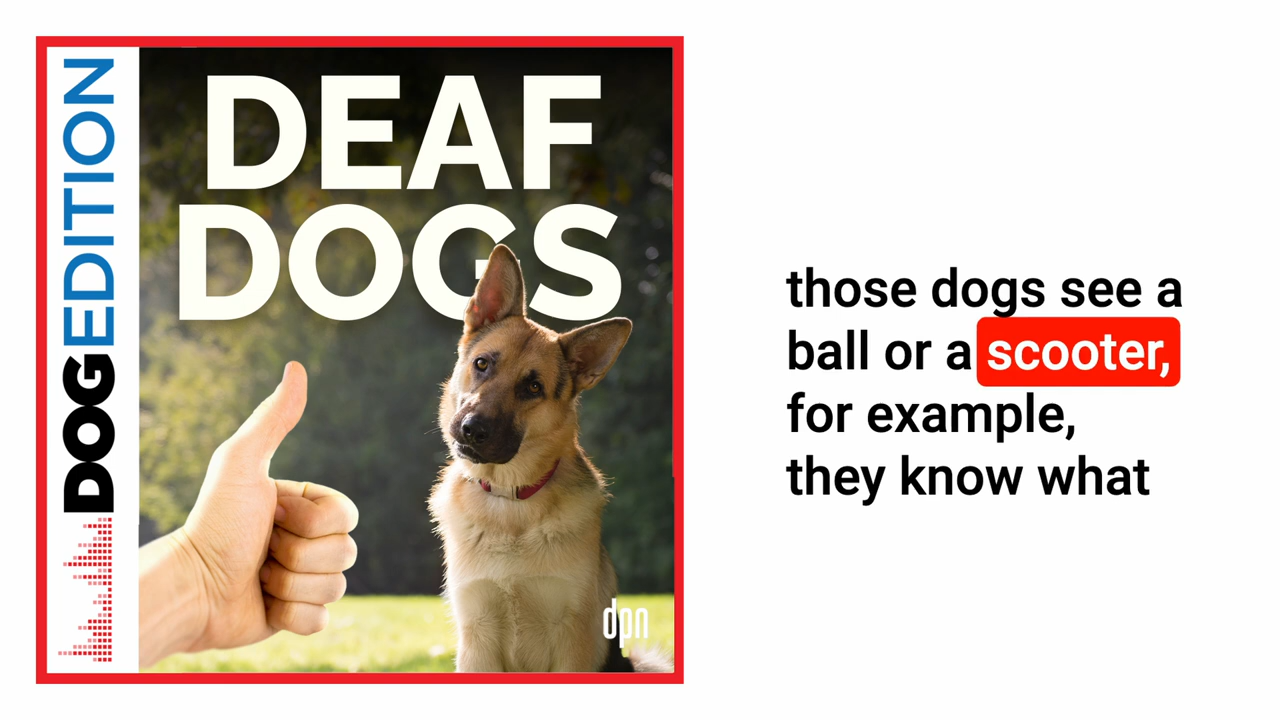 DOGEDITION
DEAF
DOGS
dpn
those dogs see a
ball or a scooter,
for example,
they know what